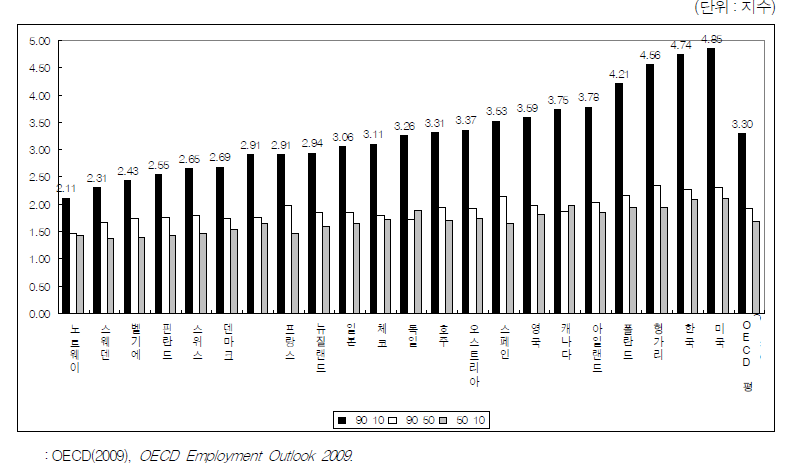 (단위 : 지수)
5.00
4.50
4.00
3.50
3.00
2.50
2.00
1.50
1.00
0.50
0.00
2.11 2.31 2.43 2.55 2.65 2.69 2.91 2.91 2.94 3.06 3.11 3.26 3.31 3.37 3.53 3.59 3.75 3.78 4.21 4.56 4.74 4.85 3.30
노르웨이 스웨덴 벨기에 핀란드 스위스 덴마크 프랑스 뉴질랜드 일본 체코 독일 호주 오스트리아 스페인 영국 캐나다 아일랜드 폴란드 헝가리 한국 미국 OECD 평
90-10 90-50 50-10
: OECD(2009), OECD Employment Outlook 2009.